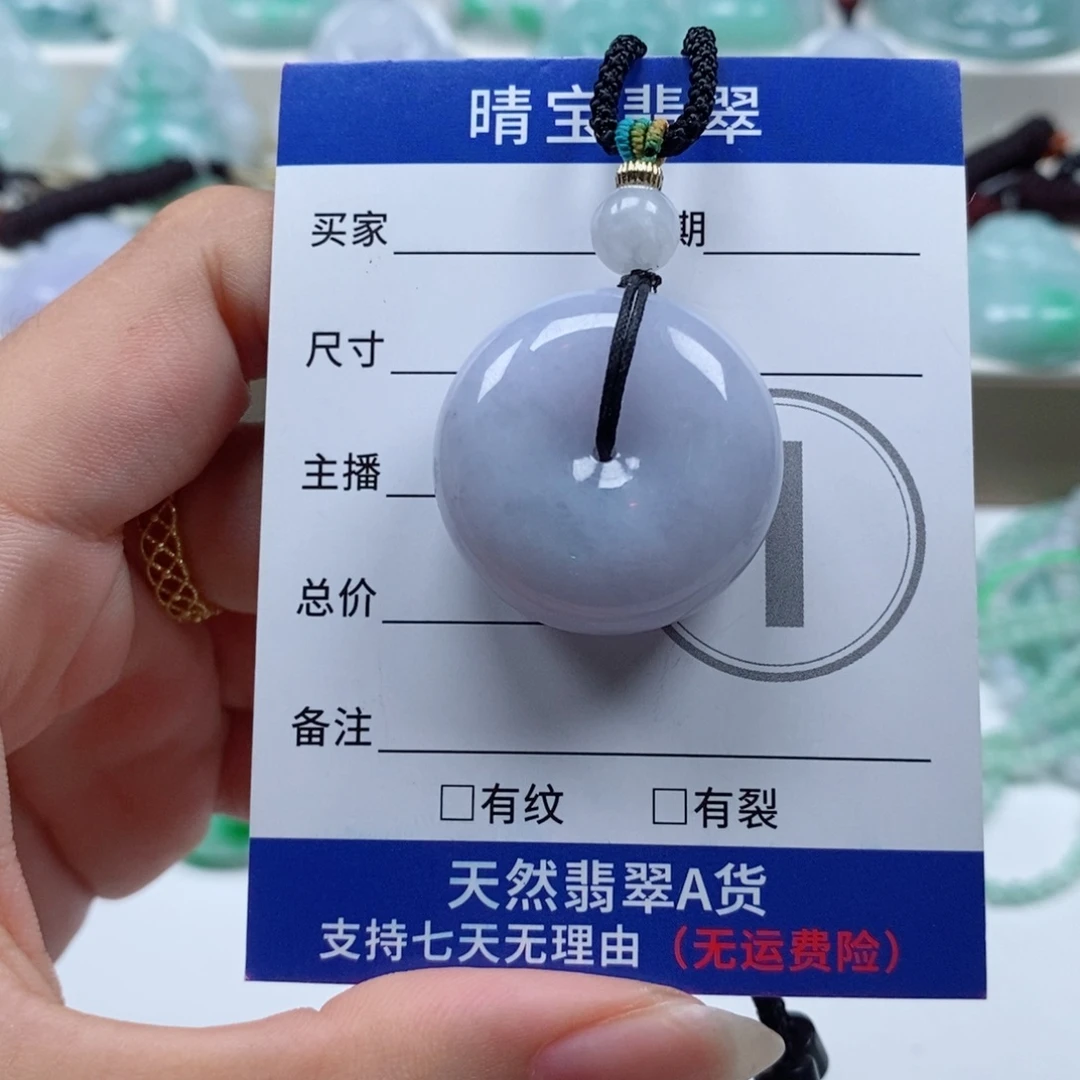 晴宝翡翠
买家 期
尺寸
主播
总价
备注
□有纹 □有裂
天然翡翠A货
支持七天无理由（无运费险）